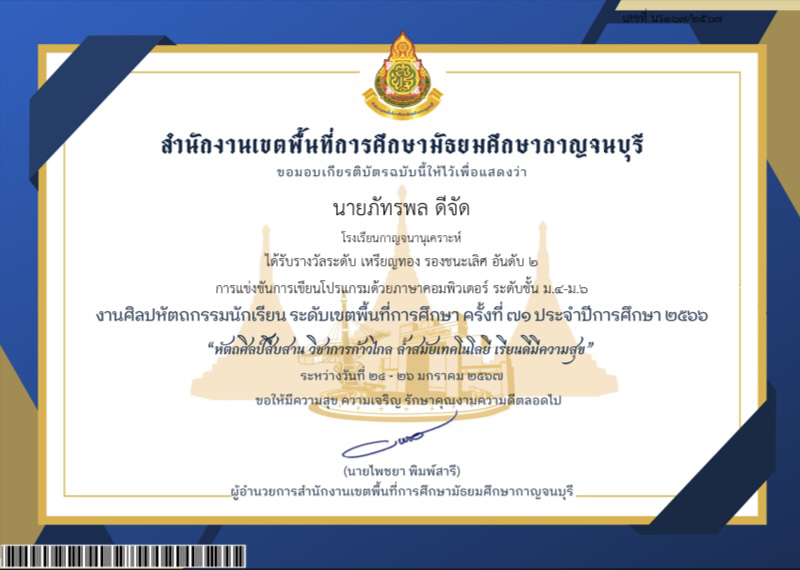 เลขที่ นร๑๖๗/๒๕๖๗
สำนักงานเขตพื้นที่การศึกษามัธยมศึกษากาญจนบุรี
ขอมอบเกียรติบัตรฉบับนี้ให้ไว้เพื่อแสดงว่า
นายภัทรพล ดีจัด
โรงเรียนกาญจนานุเคราะห์
ได้รับรางวัลระดับ เหรียญทอง รองชนะเลิศ อันดับ ๒
การแข่งขันการเขียนโปรแกรมด้วยภาษาคอมพิวเตอร์ ระดับชั้น ม.๔-ม.๖
งานศิลปหัตถกรรมนักเรียน ระดับเขตพื้นที่การศึกษา ครั้งที่ ๗๑ ประจำปีการศึกษา ๒๕๖๖
“หัตถศิลป์สืบสาน วิชาการก้าวไกล ล้ำสมัยเทคโนโลยี เรียนดีมีความสุข”
ระหว่างวันที่ ๒๔ - ๒๖ มกราคม ๒๕๖๗
ขอให้มีความสุข ความเจริญ รักษาคุณงามความดีตลอดไป
(นายไพชยา พิมพ์สารี)
ผู้อำนวยการสำนักงานเขตพื้นที่การศึกษามัธยมศึกษากาญจนบุรี